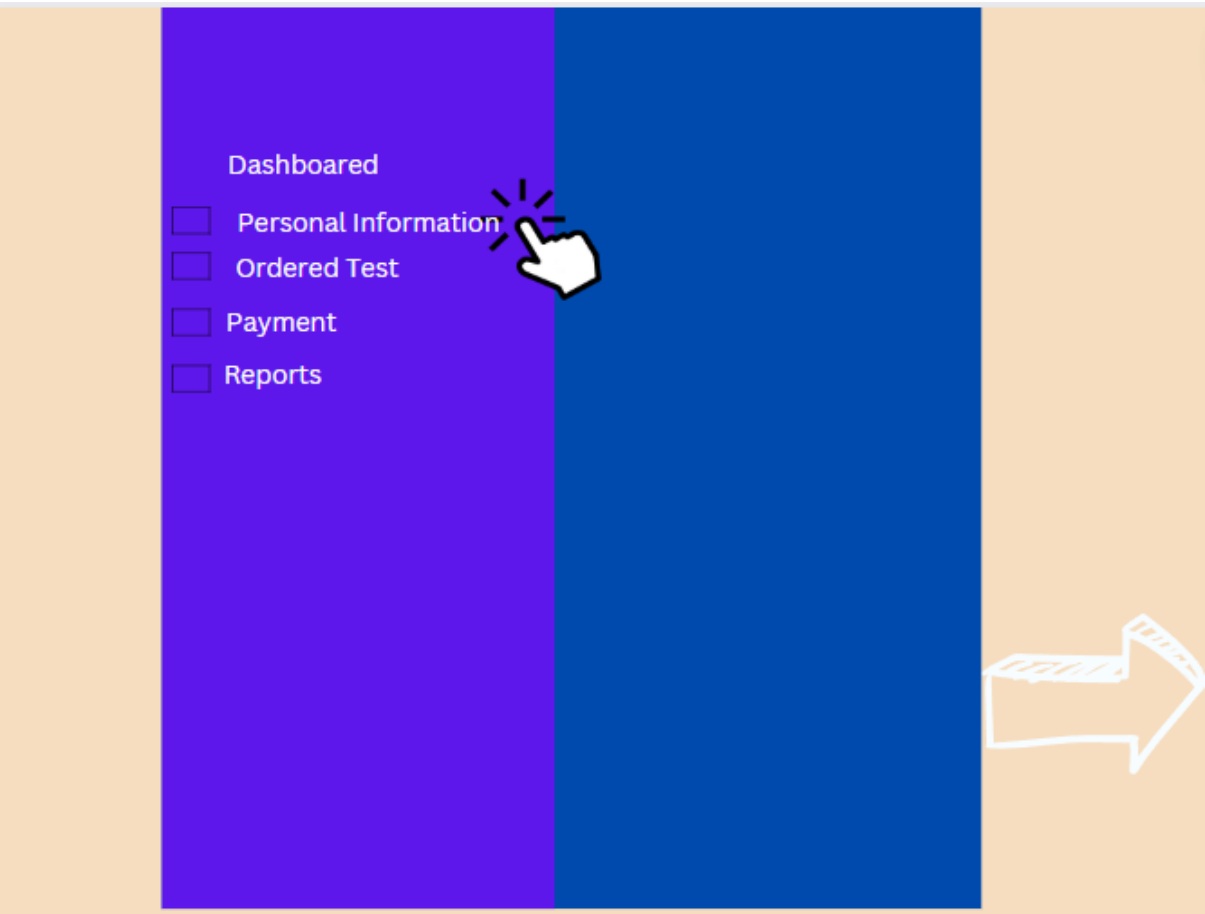 Dashboared
Personal Information
Ordered Test
Payment
Reports